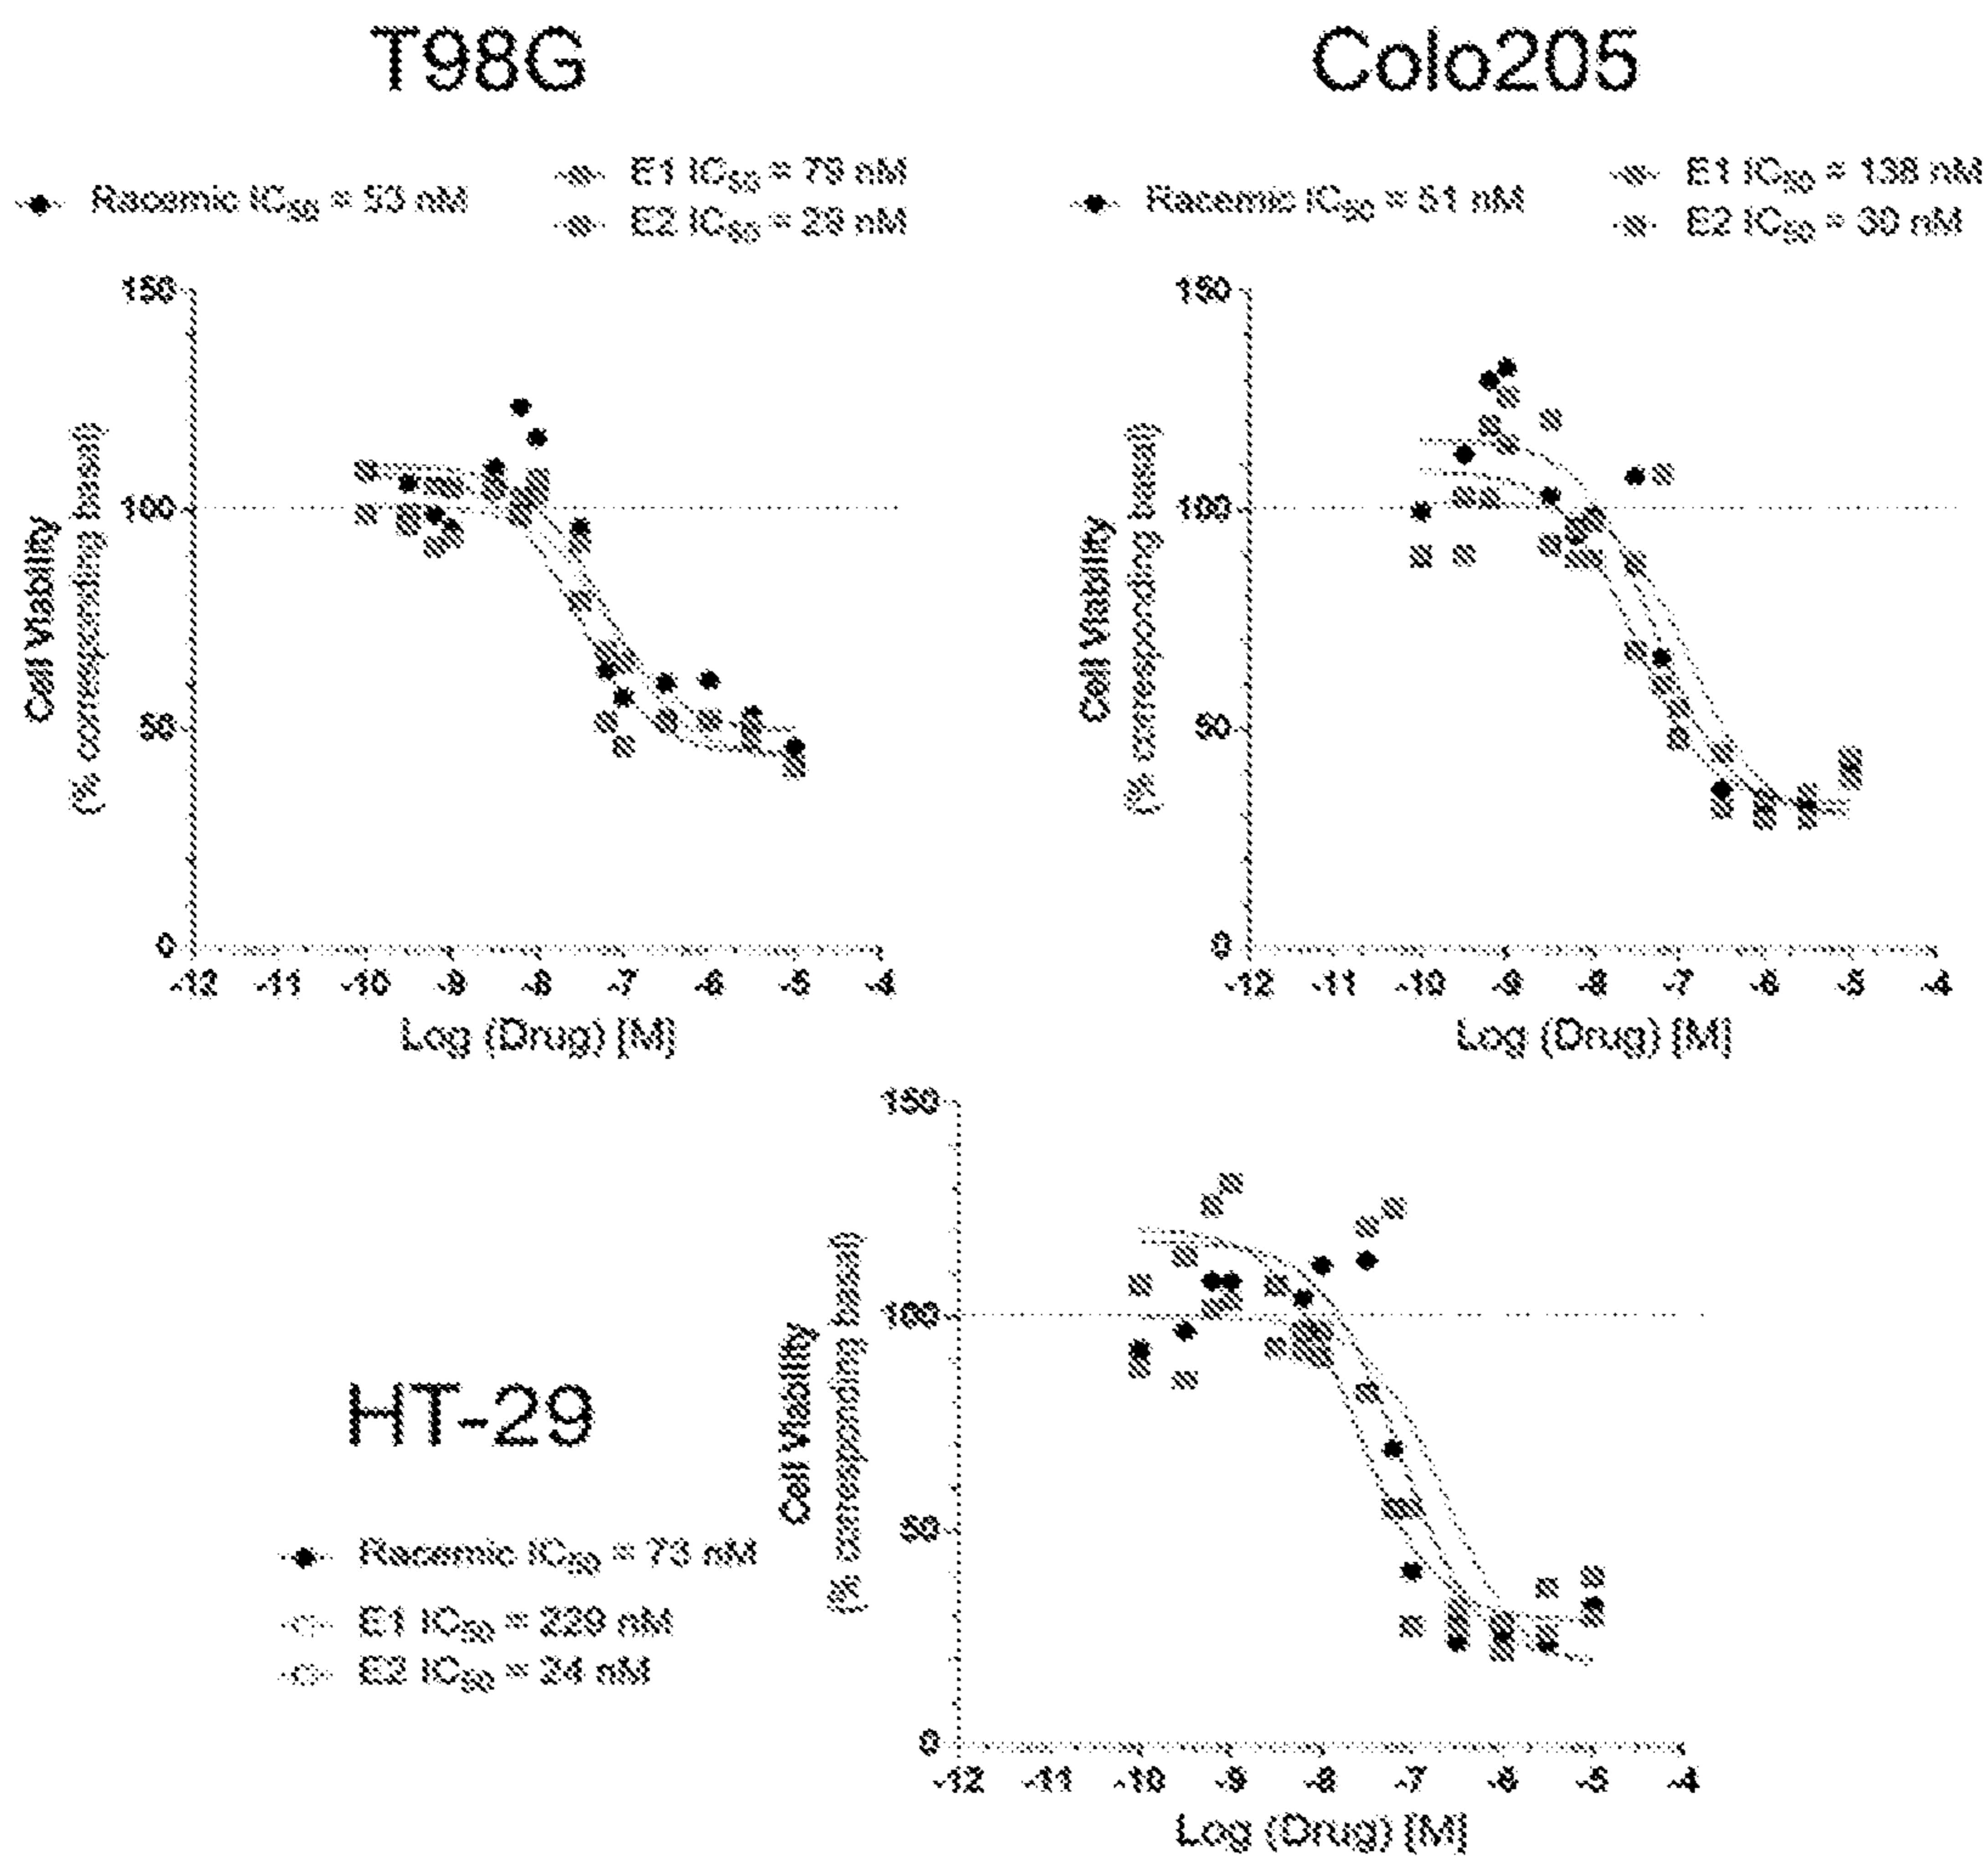 T98G
Racemic IC50 = 53 nM
E1 IC50 = 79 nM
E2 IC50 = 28 nM
150
100
50
0
Cell Viability
(% corresponding basal)
-12 -11 -10 -9 -8 -7 -6 -5 -4
Log (Drug) [M]
Colo205
Racemic IC50 = 51 nM
E1 IC50 = 138 nM
E2 IC50 = 30 nM
150
100
50
0
Cell Viability
(% corresponding basal)
-12 -11 -10 -9 -8 -7 -6 -5 -4
Log (Drug) [M]
HT-29
Racemic IC50 = 73 nM
E1 IC50 = 229 nM
E2 IC50 = 24 nM
150
100
50
0
Cell Viability
(% corresponding basal)
-12 -11 -10 -9 -8 -7 -6 -5 -4
Log (Drug) [M]